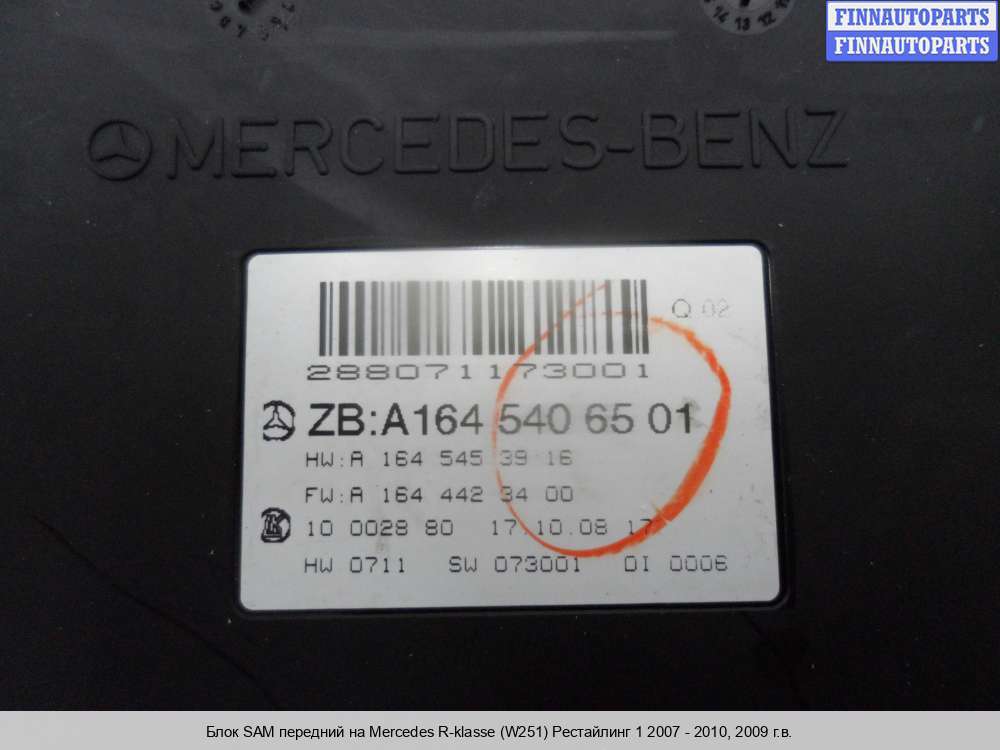 FINNAUTOPARTS
FINNAUTOPARTS
MERCEDES-BENZ
Q 02
288071173001
ZB:A164 540 65 01
HW:A 164 545 39 16
FW:A 164 442 34 00
10 0028 80 17.10.08 17
HW 0711 SW 073001 DI 0006
Блок SAM передний на Mercedes R-klasse (W251) Рестайлинг 1 2007 - 2010, 2009 г.в.